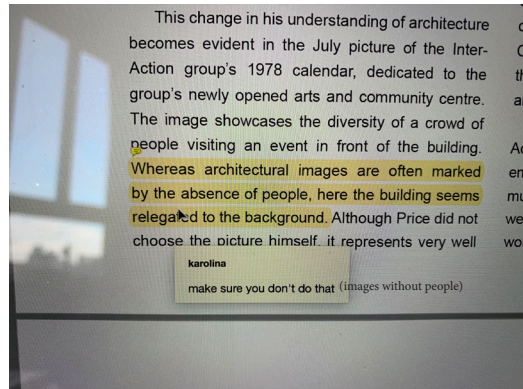 This change in his understanding of architecture
becomes evident in the July picture of the Inter-
Action group's 1978 calendar, dedicated to the
group's newly opened arts and community centre.
The image showcases the diversity of a crowd of
people visiting an event in front of the building.
Whereas architectural images are often marked
by the absence of people, here the building seems
relegated to the background. Although Price did not
choose the picture himself, it represents very well
karolina
make sure you don't do that (images without people)